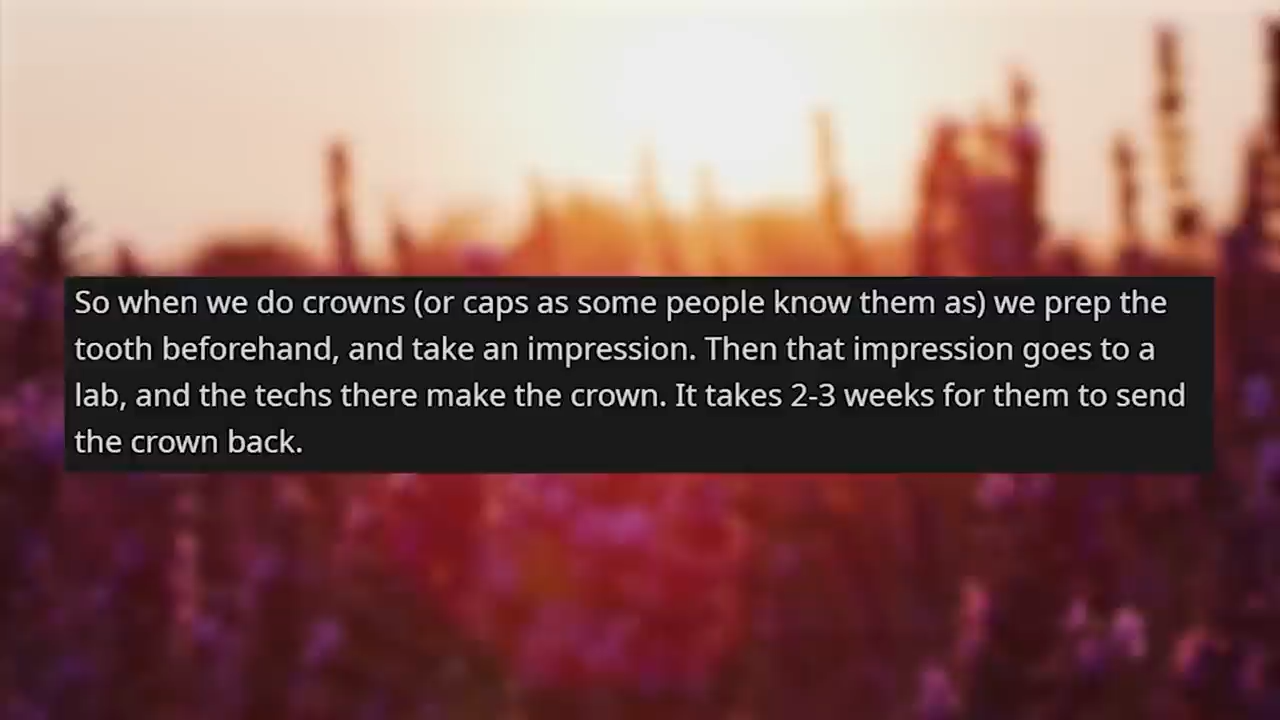 So when we do crowns (or caps as some people know them as) we prep the
tooth beforehand, and take an impression. Then that impression goes to a
lab, and the techs there make the crown. It takes 2-3 weeks for them to send
the crown back.